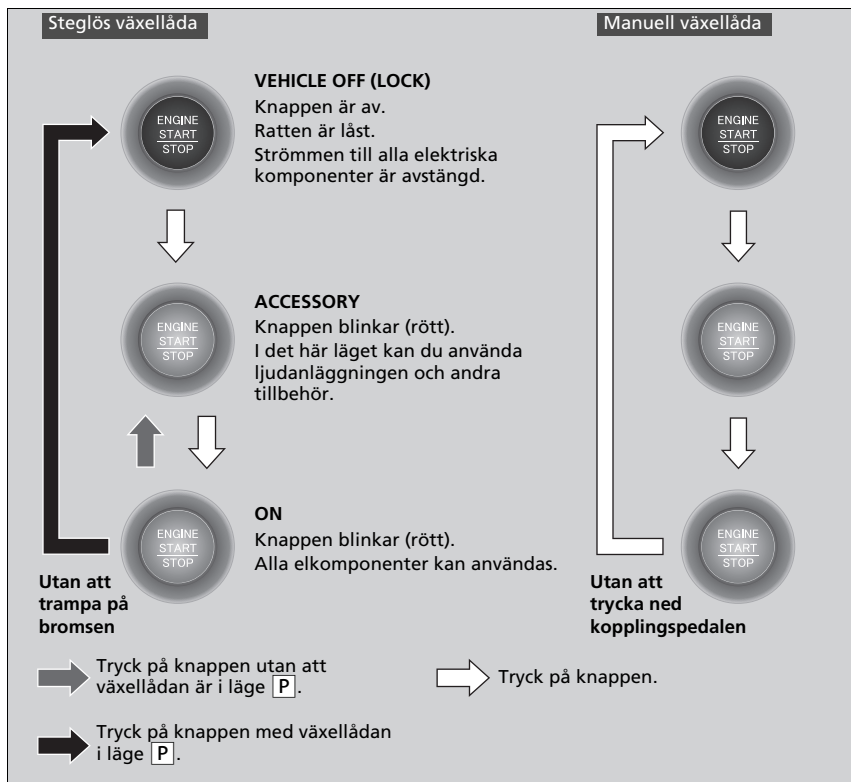 Steglös växellåda
Manuell växellåda
ENGINE
START
STOP
VEHICLE OFF (LOCK)
Knappen är av.
Ratten är låst.
Strömmen till alla elektriska
komponenter är avstängd.
ENGINE
START
STOP
ENGINE
START
STOP
ACCESSORY
Knappen blinkar (rött).
I det här läget kan du använda
ljudanläggningen och andra
tillbehör.
ENGINE
START
STOP
ENGINE
START
STOP
ON
Knappen blinkar (rött).
Alla elkomponenter kan användas.
ENGINE
START
STOP
Utan att
trampa på
bromsen
Utan att
trycka ned
kopplingspedalen
Tryck på knappen utan att
växellådan är i läge P.
Tryck på knappen.
Tryck på knappen med växellådan
i läge P.